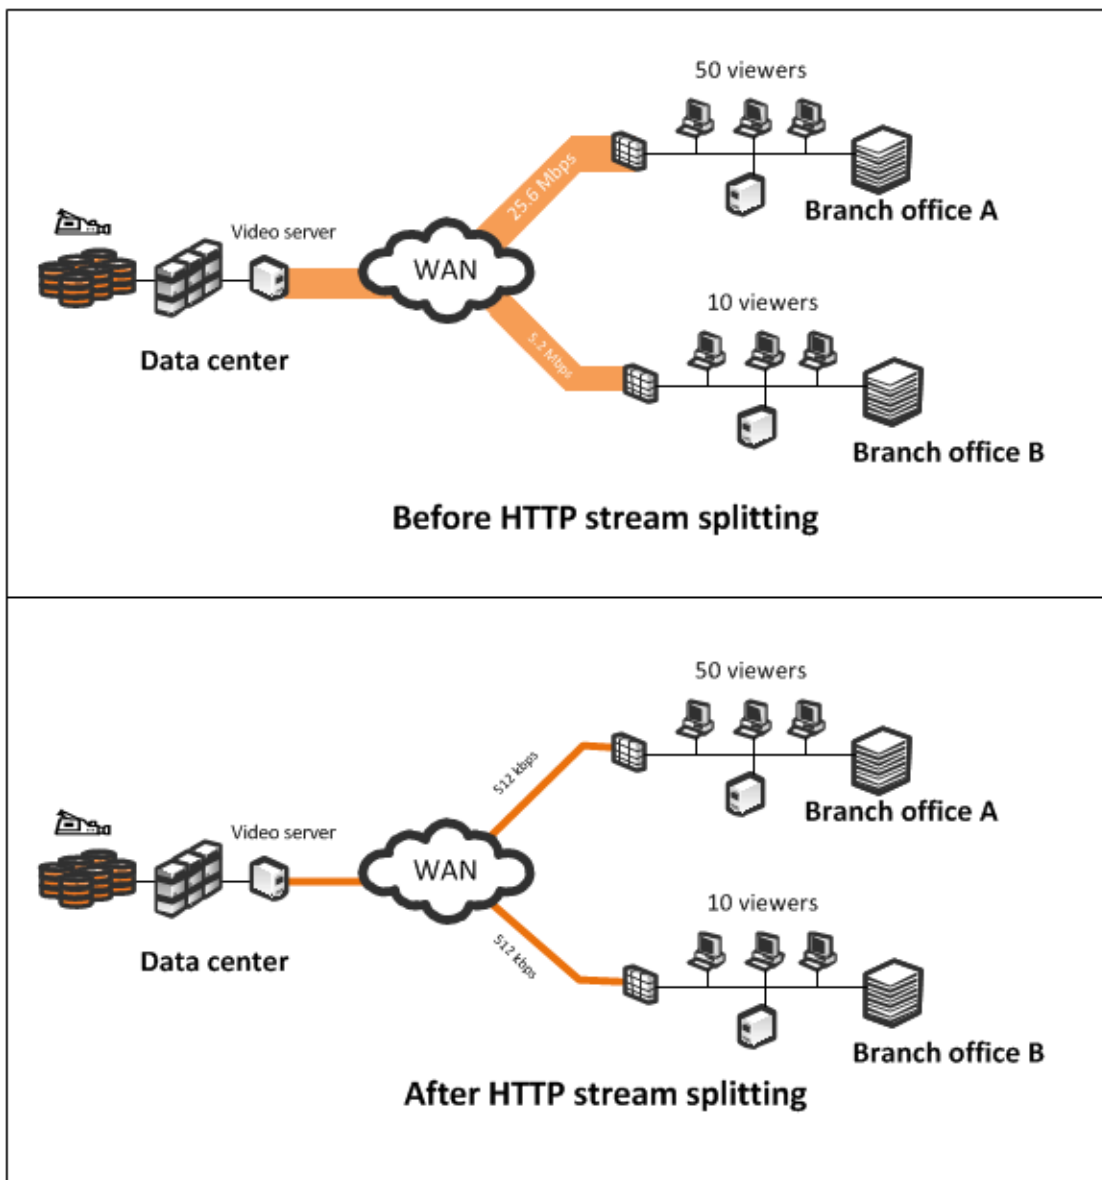 50 viewers
25.6 Mbps
Branch office A
Video server
WAN
10 viewers
5.2 Mbps
Data center
Branch office B
Before HTTP stream splitting
50 viewers
512 kbps
Branch office A
Video server
WAN
10 viewers
512 kbps
Data center
Branch office B
After HTTP stream splitting